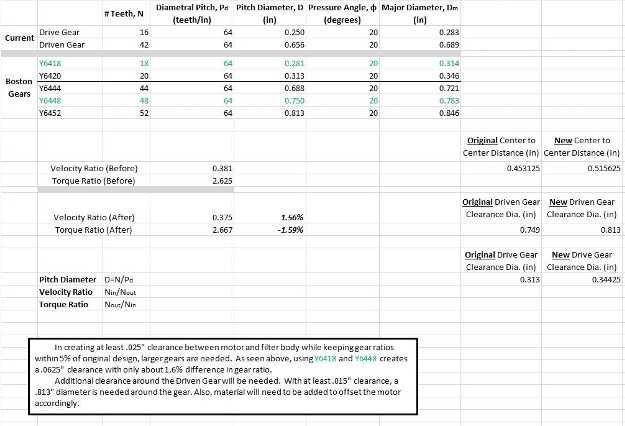 # Teeth, N Diametral Pitch, Pd (teeth/in) Pitch Diameter, D (in) Pressure Angle, ф (degrees) Major Diameter, Dm (in)
Current Drive Gear 16 64 0.250 20 0.283
Driven Gear 42 64 0.656 20 0.689
Boston Gears
Y6418 18 64 0.281 20 0.314
Y6420 20 64 0.313 20 0.346
Y6444 44 64 0.688 20 0.721
Y6448 48 64 0.750 20 0.783
Y6452 52 64 0.813 20 0.846
Original Center to Center Distance (in) New Center to Center Distance (in)
Velocity Ratio (Before) 0.381 0.453125 0.515625
Torque Ratio (Before) 2.625
Original Driven Gear Clearance Dia. (in) New Driven Gear Clearance Dia. (in)
Velocity Ratio (After) 0.375 1.56%
Torque Ratio (After) 2.667 -1.59% 0.749 0.813
Original Drive Gear Clearance Dia. (in) New Drive Gear Clearance Dia. (in)
Pitch Diameter D=N/Pd 0.313 0.34425
Velocity Ratio Nin/Nout
Torque Ratio Nout/Nin
In creating at least .025" clearance between motor and filter body while keeping gear ratios
within 5% of original design, larger gears are needed. As seen above, using Y6418 and Y6448 creates
a .0625" clearance with only about 1.6% difference in gear ratio.
Additional clearance around the Driven Gear will be needed. With at least .015" clearance, a
.813" diameter is needed around the gear. Also, material will need to be added to offset the motor
accordingly.